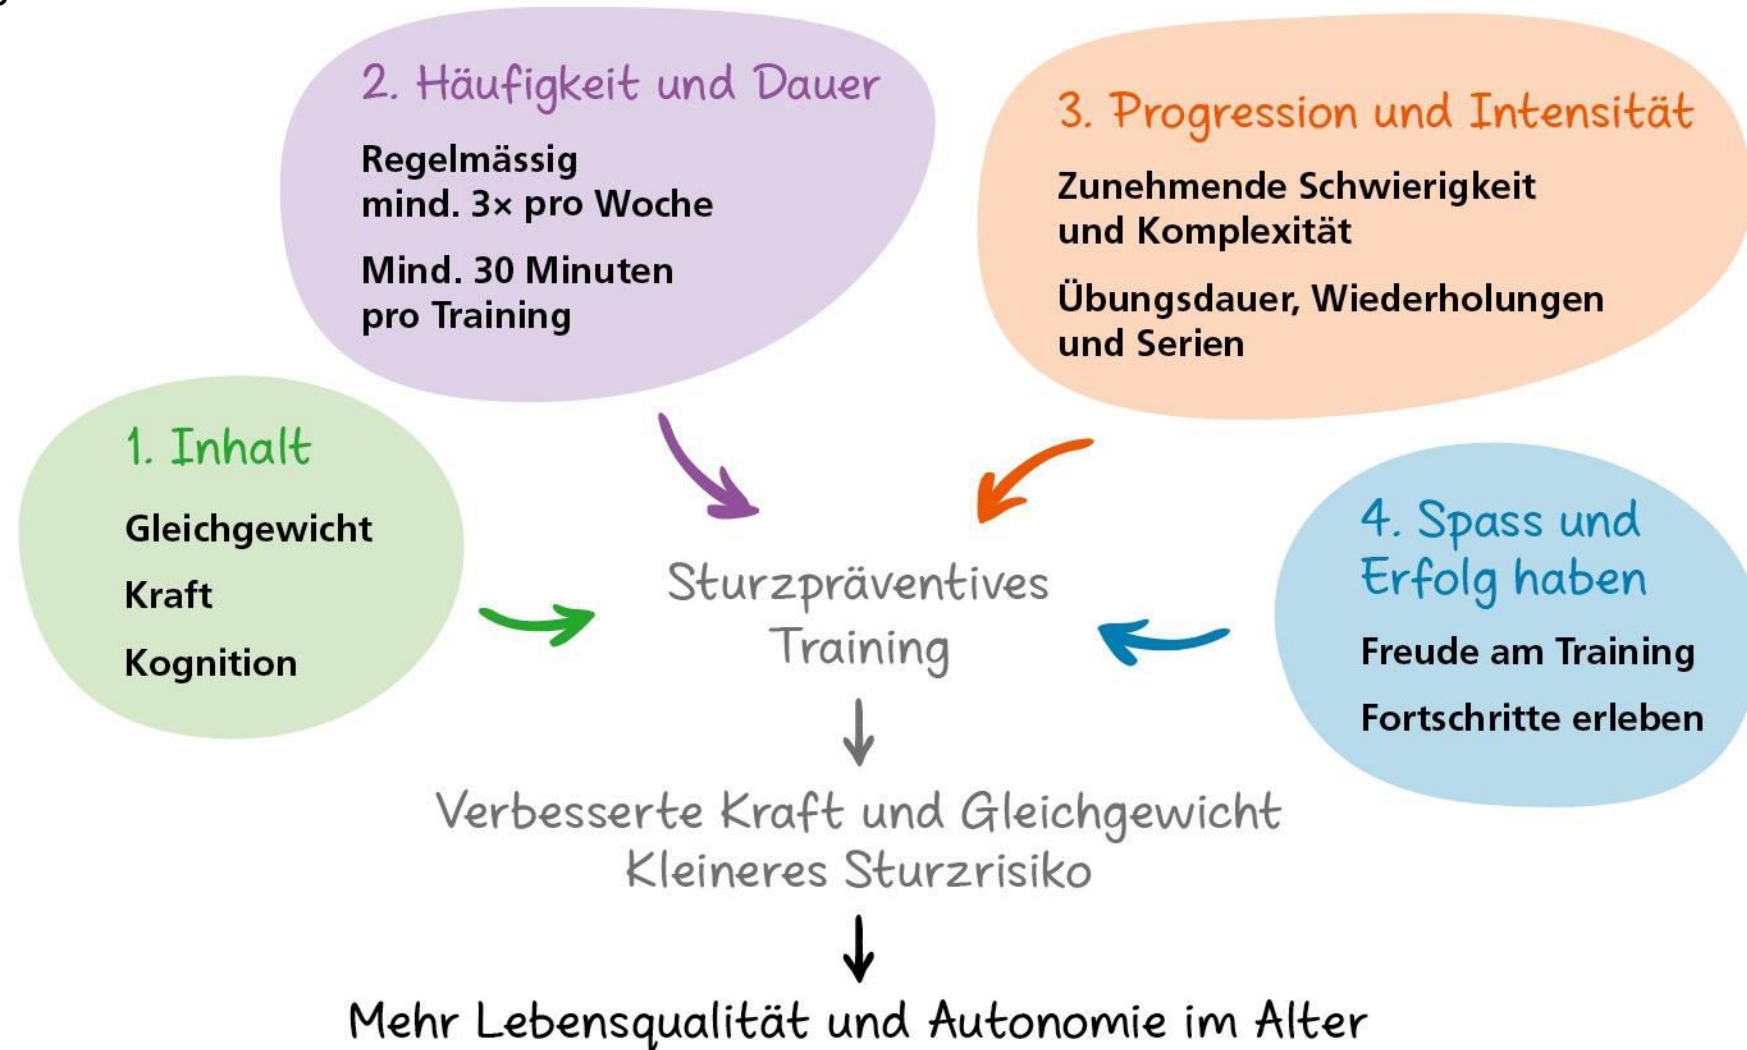 2. Häufigkeit und Dauer
Regelmässig
mind. 3× pro Woche
Mind. 30 Minuten
pro Training
3. Progression und Intensität
Zunehmende Schwierigkeit
und Komplexität
Übungsdauer, Wiederholungen
und Serien
1. Inhalt
Gleichgewicht
Kraft
Kognition
4. Spass und
Erfolg haben
Freude am Training
Fortschritte erleben
Sturzpräventives
Training
Verbesserte Kraft und Gleichgewicht
Kleineres Sturzrisiko
Mehr Lebensqualität und Autonomie im Alter